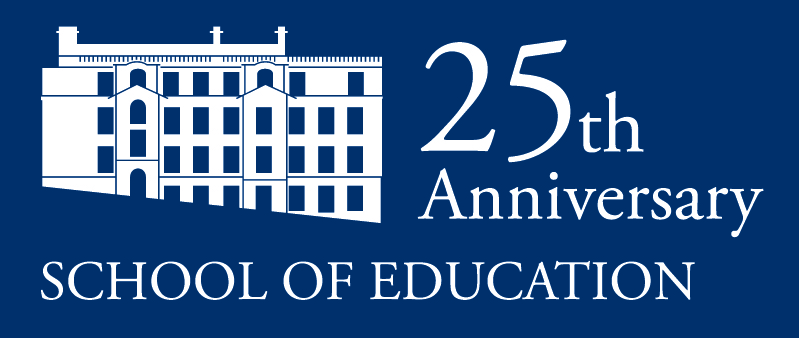 25th
Anniversary
SCHOOL OF EDUCATION